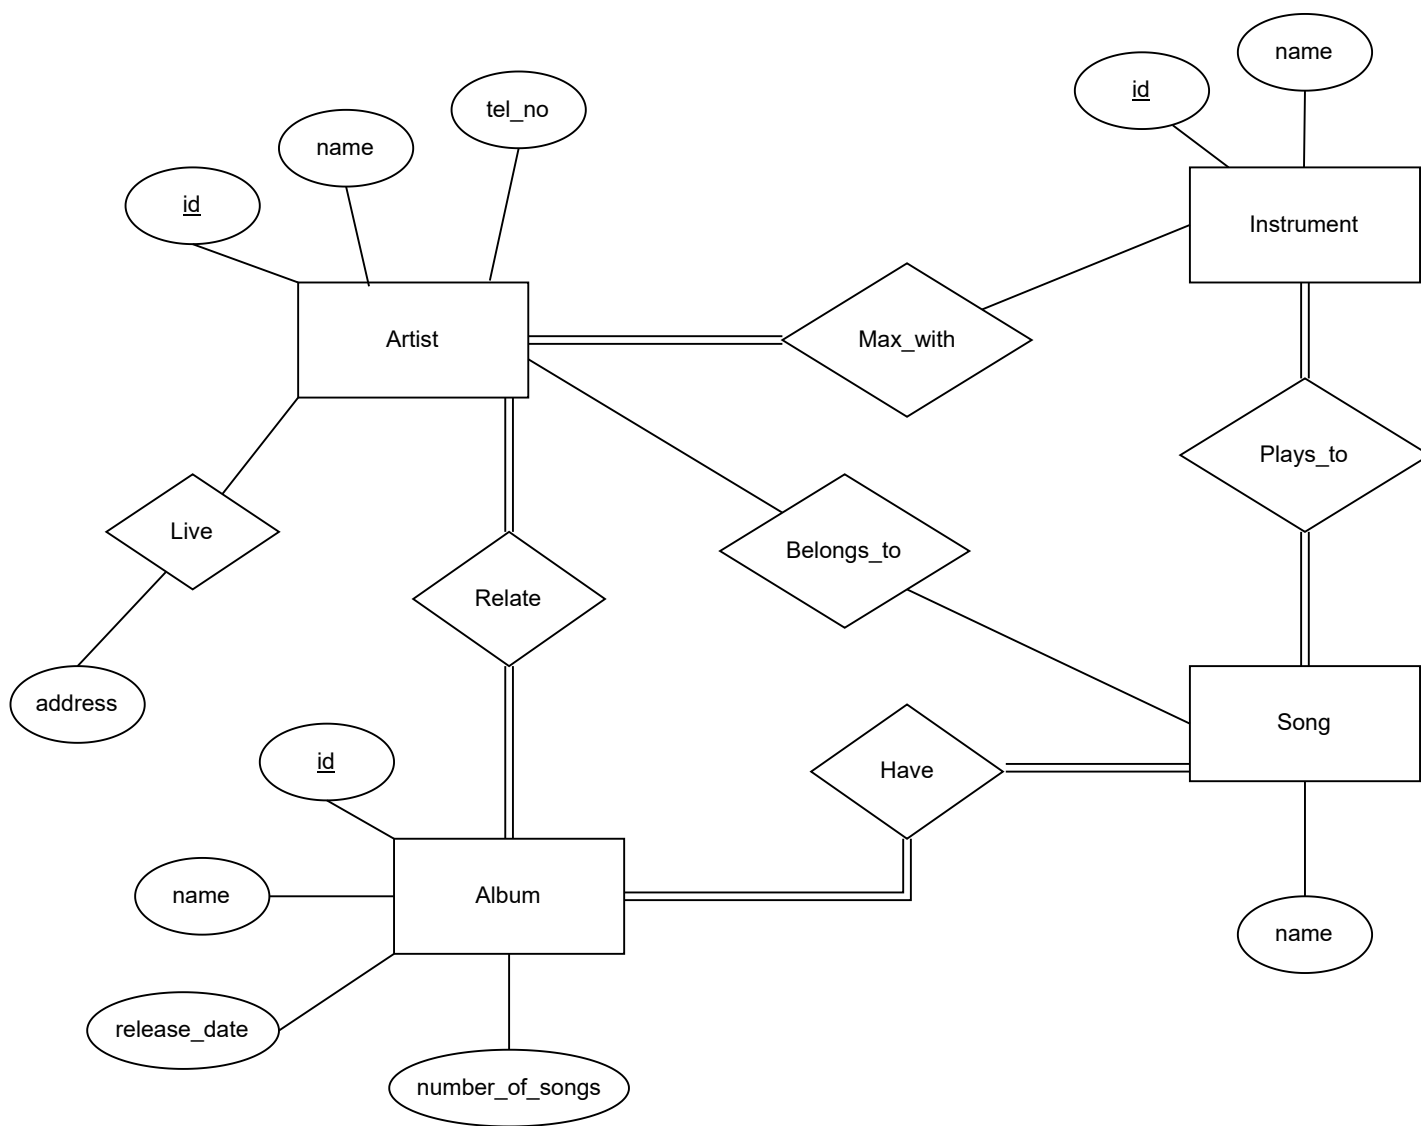 name
id
tel_no
name
id
Instrument
Artist
Max_with
Plays_to
Live
Belongs_to
Relate
address
Song
id
Have
name
Album
name
release_date
number_of_songs